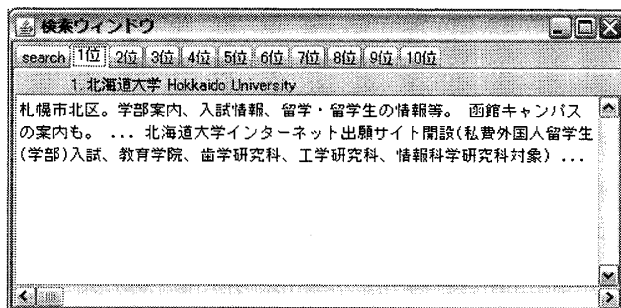 検索ウィンドウ
search 1位 2位 3位 4位 5位 6位 7位 8位 9位 10位
1. 北海道大学 Hokkaido University
札幌市北区。学部案内、入試情報、留学・留学生の情報等。 函館キャンパス
の案内も。 ... 北海道大学インターネット出願サイト開設(私費外国人留学生
(学部)入試、教育学院、歯学研究科、工学研究科、情報科学研究科対象) ...